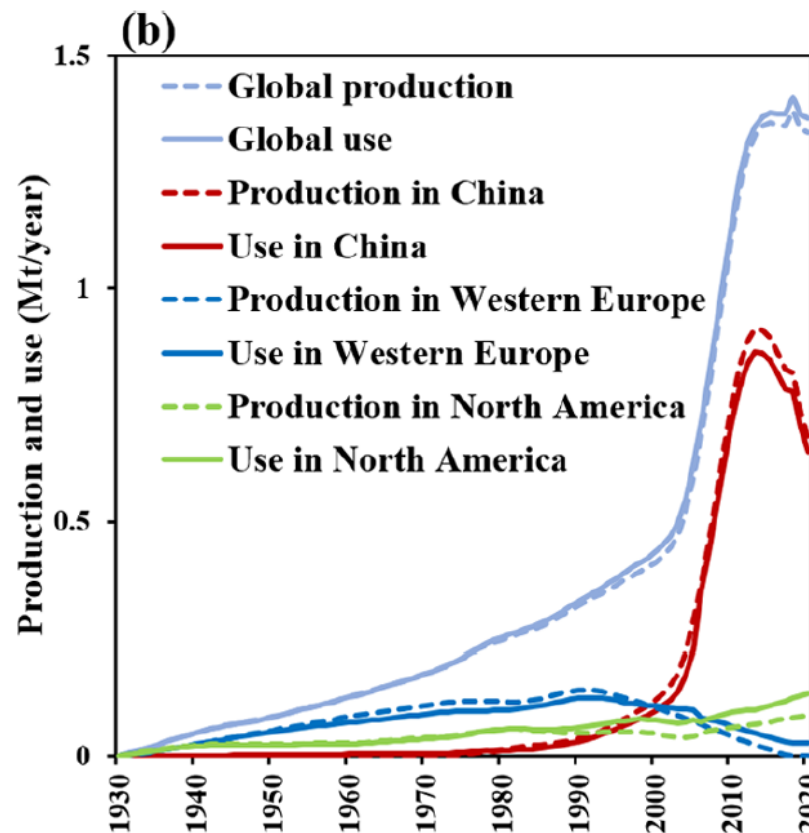 (b)
Production and use (Mt/year)
1.5
1
0.5
0
Global production
Global use
Production in China
Use in China
Production in Western Europe
Use in Western Europe
Production in North America
Use in North America
1930
1940
1950
1960
1970
1980
1990
2000
2010
2020